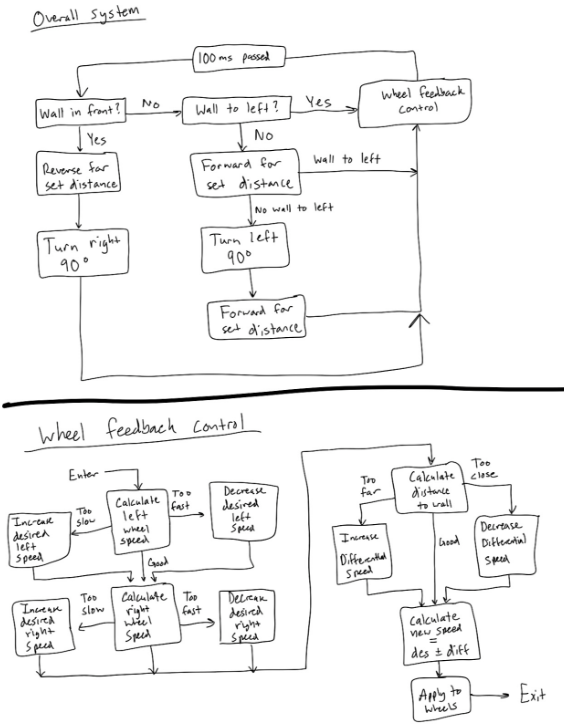 Overall System
100 ms passed
Wall in front?
No
Wall to left?
Yes
Wheel feedback
control
Yes
Reverse for
set distance
No
Forward for
set distance
Wall to left
No wall to left
Turn right
90°
Turn left
90°
Forward for
set distance
Wheel feedback control
Enter
Calculate
left
wheel
speed
Too
slow
Increase
desired
left
speed
Too
fast
Decrease
desired
left
speed
Good
Calculate
right
wheel
speed
Too
slow
Increase
desired
right
speed
Too
fast
Decrease
desired
right
speed
Calculate
distance
to wall
Too
far
Too
close
Increase
Differential
speed
Good
Decrease
Differential
speed
Calculate
new speed
=
des ± diff
Apply to
wheels
Exit